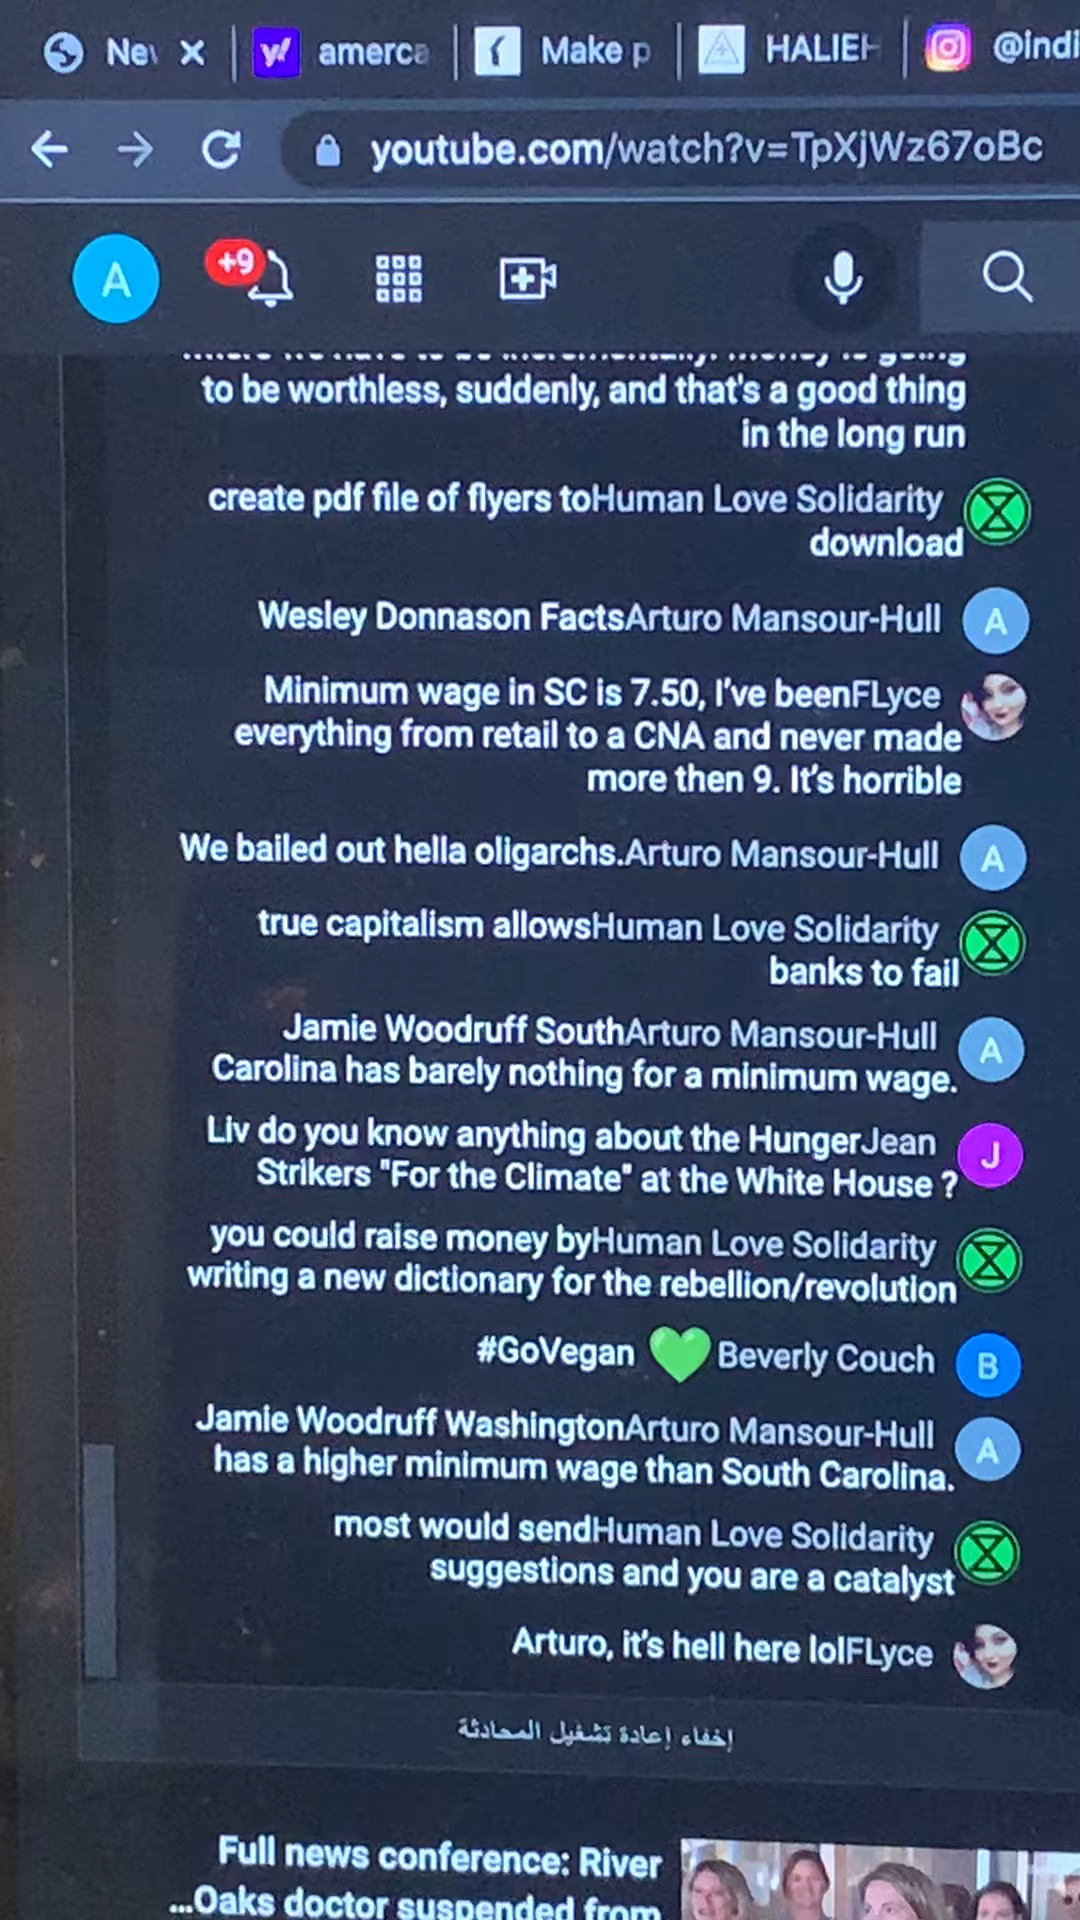 Nev
amerca
Make p
HALIEH
@indi
youtube.com/watch?v=TpXjWz67oBc
A
+9
to be worthless, suddenly, and that's a good thing
in the long run
create pdf file of flyers toHuman Love Solidarity
download
Wesley Donnason FactsArturo Mansour-Hull
A
Minimum wage in SC is 7.50, I've beenFLyce
everything from retail to a CNA and never made
more then 9. It's horrible
We bailed out hella oligarchs.Arturo Mansour-Hull
A
true capitalism allowsHuman Love Solidarity
banks to fail
Jamie Woodruff SouthArturo Mansour-Hull
A
Carolina has barely nothing for a minimum wage.
Liv do you know anything about the HungerJean
J
Strikers "For the Climate" at the White House ?
you could raise money byHuman Love Solidarity
writing a new dictionary for the rebellion/revolution
#GoVegan 💚 Beverly Couch
B
Jamie Woodruff WashingtonArturo Mansour-Hull
A
has a higher minimum wage than South Carolina.
most would sendHuman Love Solidarity
suggestions and you are a catalyst
Arturo, it's hell here lolFLyce
إخفاء إعادة تشغيل المحادثة
Full news conference: River
...Oaks doctor suspended from